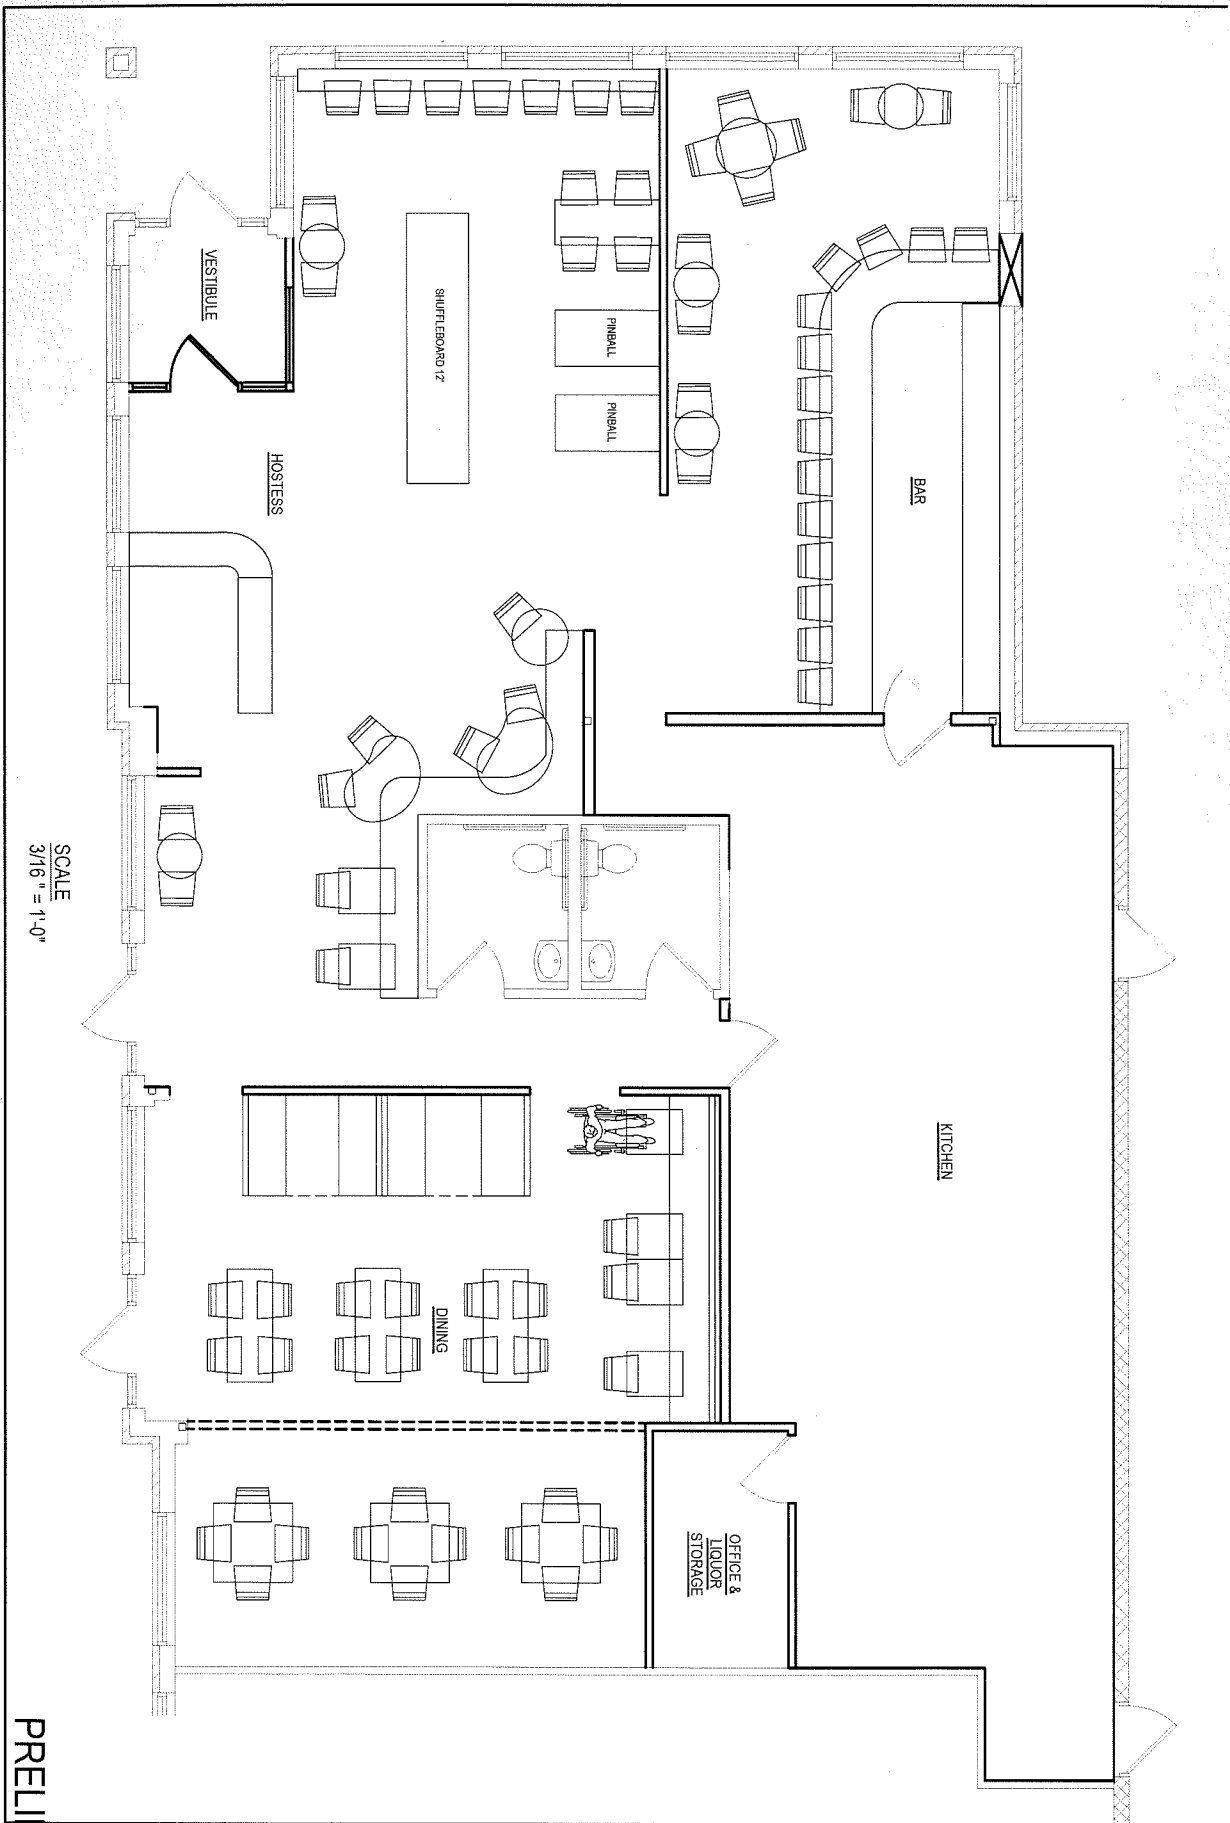 VESTIBULE
SHUFFLEBOARD 12'
PINBALL
PINBALL
HOSTESS
BAR
SCALE
3/16 " = 1'-0"
KITCHEN
DINING
OFFICE &
LIQUOR
STORAGE
PRELI